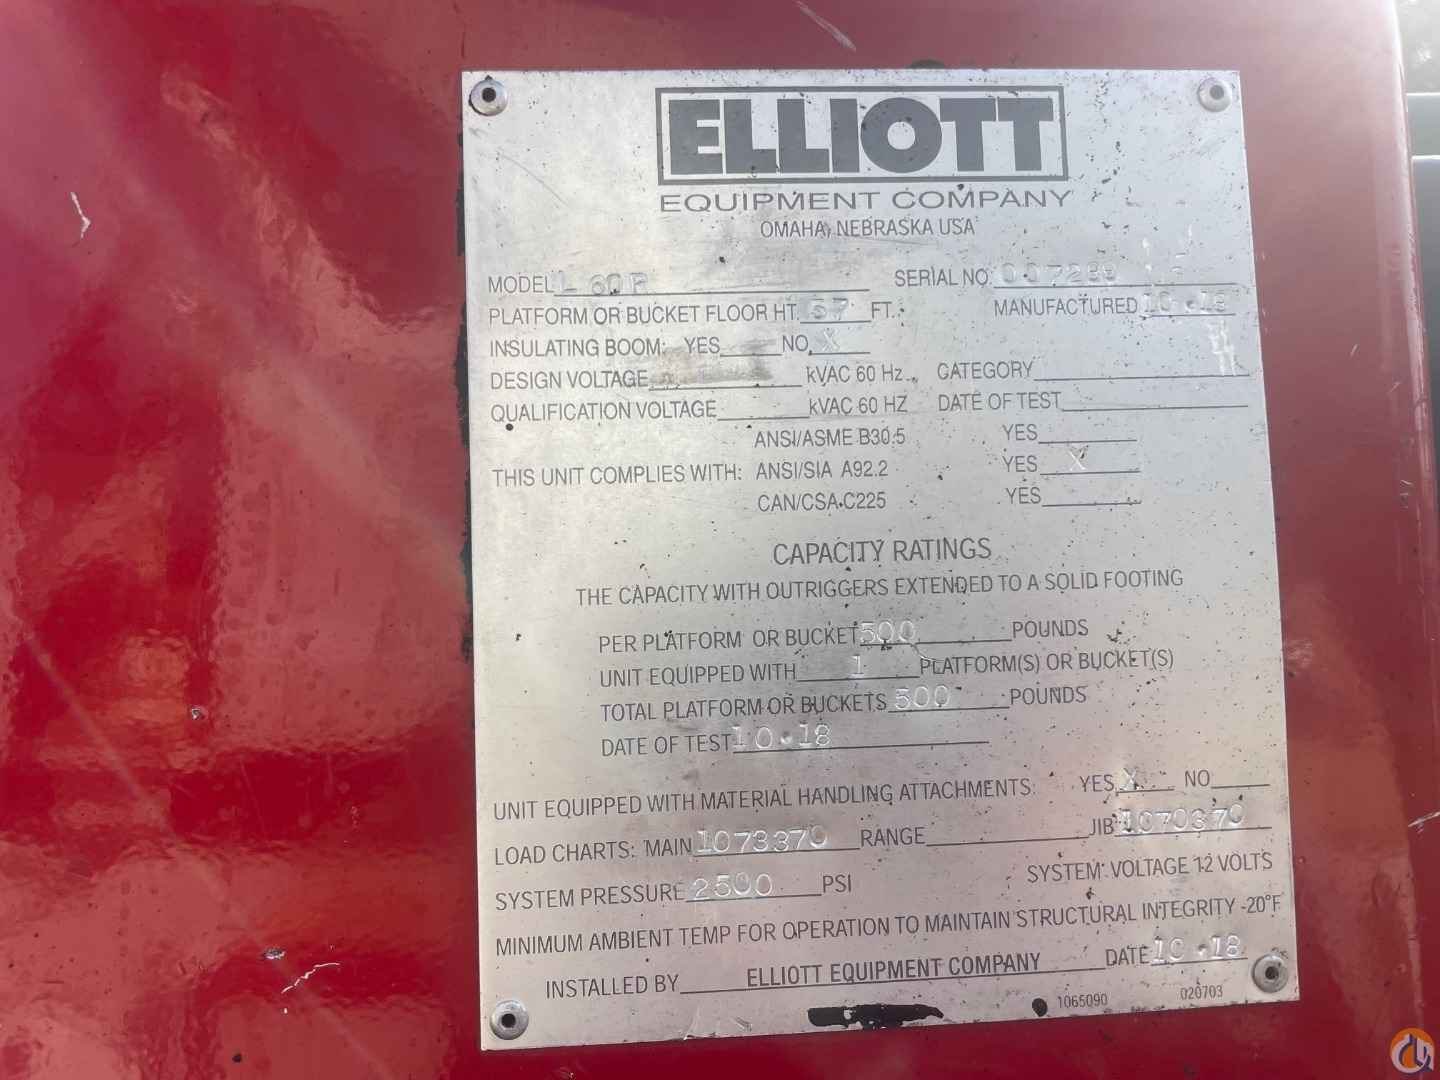 ELLIOTT
EQUIPMENT COMPANY
OMAHA, NEBRASKA USA
MODEL L 60R SERIAL NO.
PLATFORM OR BUCKET FLOOR HT. 57 FT. MANUFACTURED 10.18
INSULATING BOOM: YES NO X
DESIGN VOLTAGE kVAC 60 Hz. CATEGORY
QUALIFICATION VOLTAGE kVAC 60 HZ DATE OF TEST
ANSI/ASME B30.5 YES
THIS UNIT COMPLIES WITH: ANSI/SIA A92.2 YES X
CAN/CSA C225 YES
CAPACITY RATINGS
THE CAPACITY WITH OUTRIGGERS EXTENDED TO A SOLID FOOTING
PER PLATFORM OR BUCKET 500 POUNDS
UNIT EQUIPPED WITH 1 PLATFORM(S) OR BUCKET(S)
TOTAL PLATFORM OR BUCKETS 500 POUNDS
DATE OF TEST 10.18
UNIT EQUIPPED WITH MATERIAL HANDLING ATTACHMENTS: YES X NO
LOAD CHARTS: MAIN 1073370 RANGE JIB 1070370
SYSTEM PRESSURE 2500 PSI SYSTEM: VOLTAGE 12 VOLTS
MINIMUM AMBIENT TEMP FOR OPERATION TO MAINTAIN STRUCTURAL INTEGRITY -20°F
INSTALLED BY ELLIOTT EQUIPMENT COMPANY DATE 10.18
1065090 020703